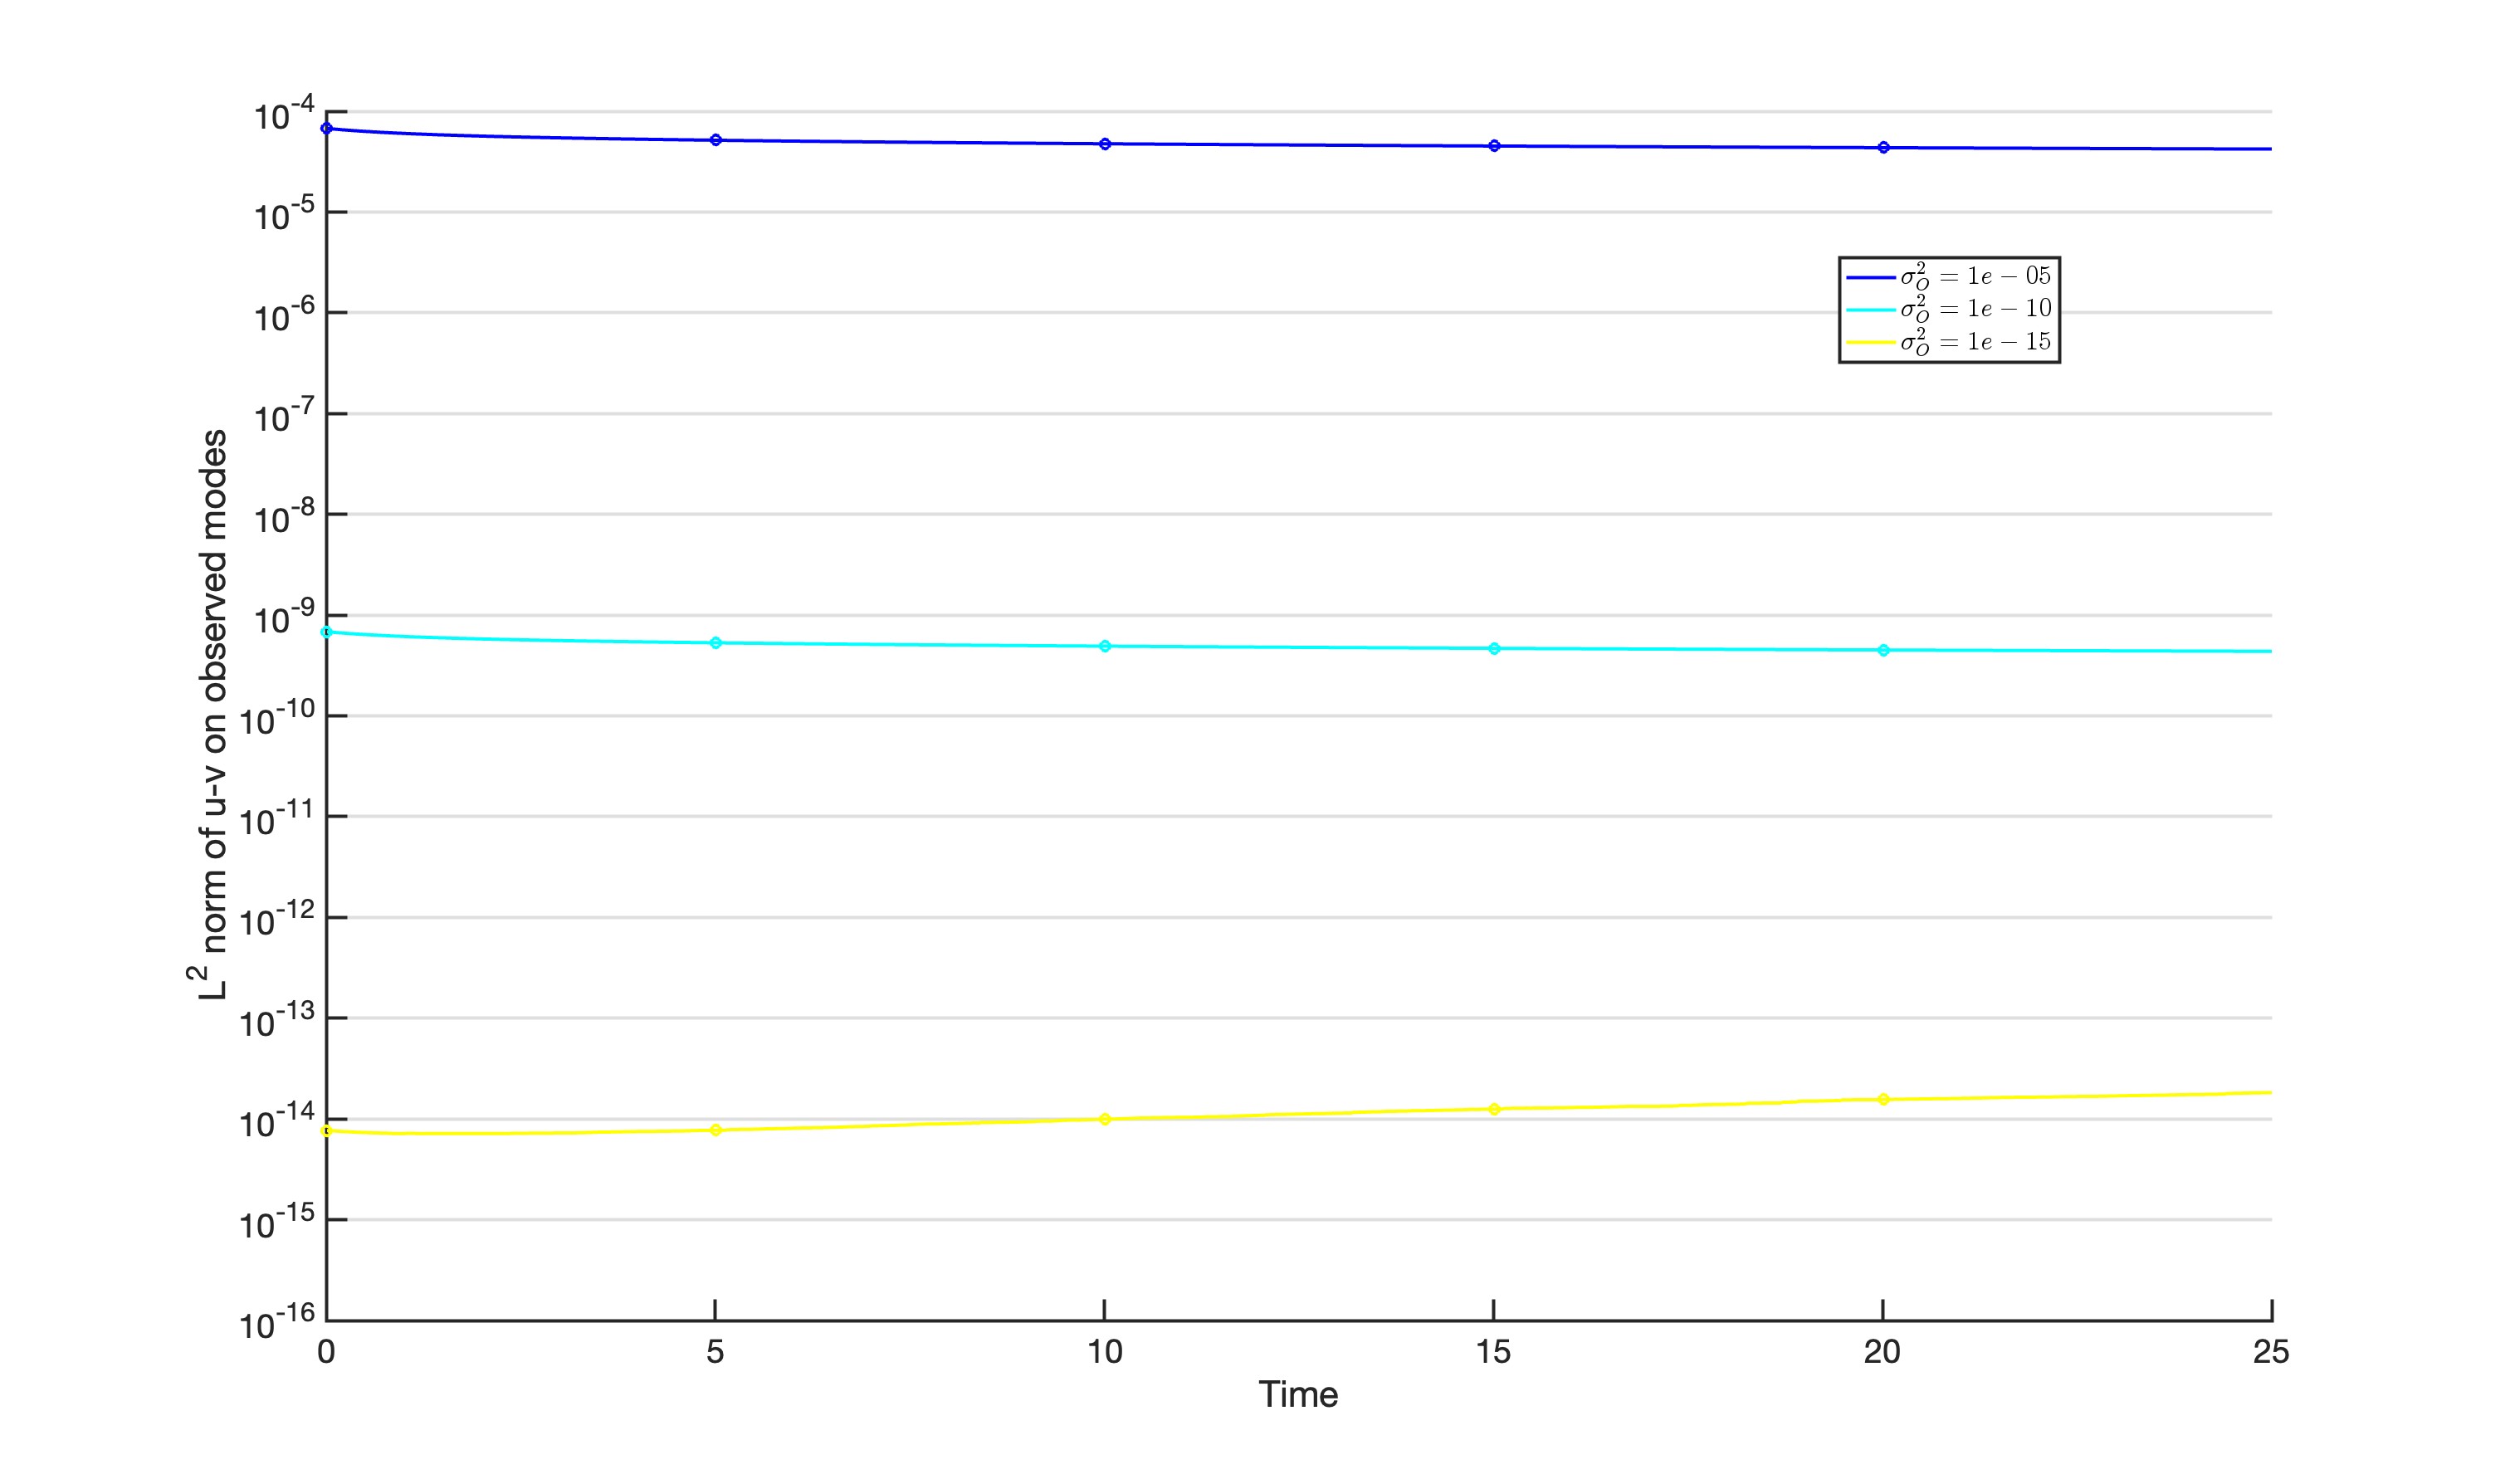 10^-4
10^-5
10^-6
10^-7
10^-8
10^-9
10^-10
10^-11
10^-12
10^-13
10^-14
10^-15
10^-16
L^2 norm of u-v on observed modes
σ_O^2 = 1e − 05
σ_O^2 = 1e − 10
σ_O^2 = 1e − 15
0 5 10 15 20 25
Time